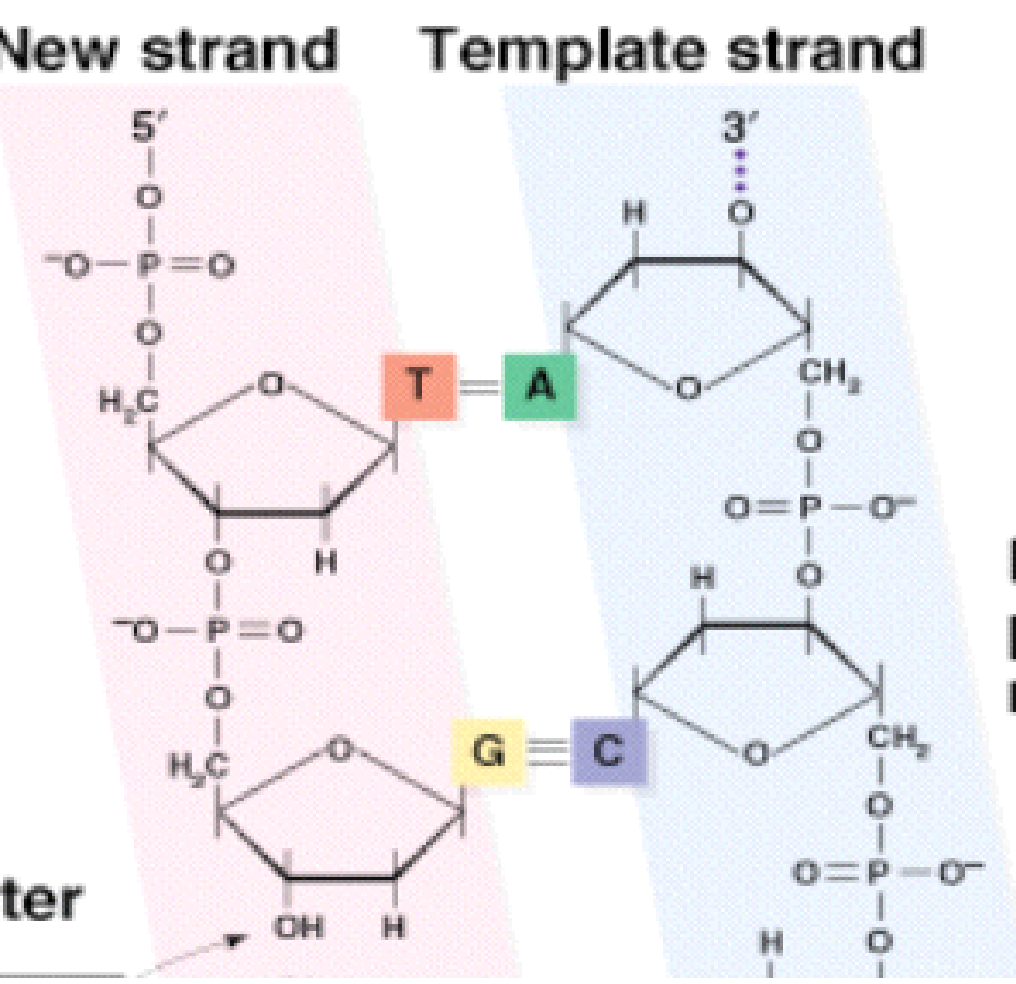 New strand Template strand
5′ 3′
O H O
⁻O P O
O
CH₂
H₂C O T A O
O
O P O⁻
O H H O
⁻O P O
O
CH₂
H₂C O G C O
O
O P O⁻
ter
OH H H O